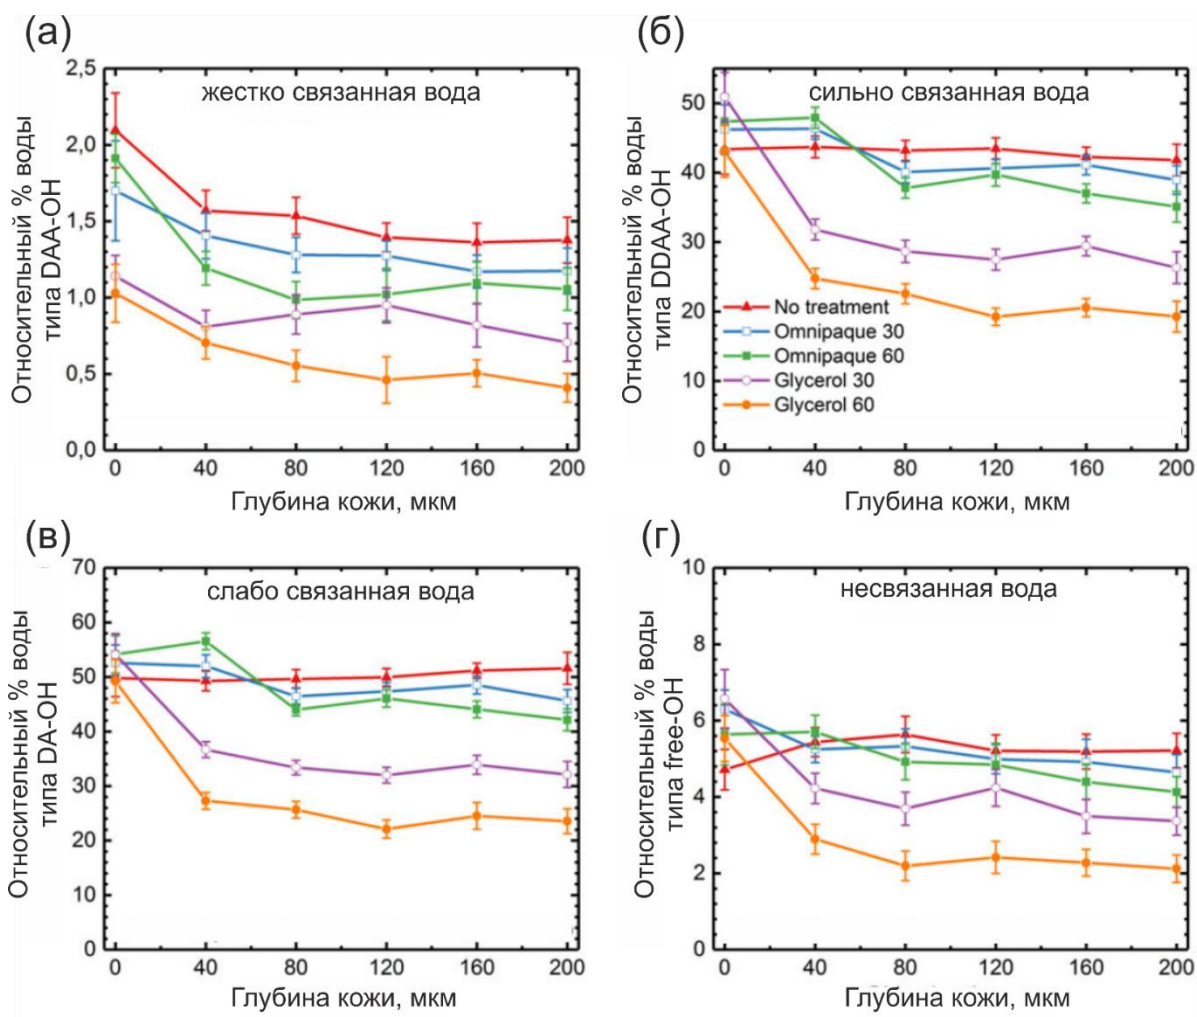 (а)
жестко связанная вода
Относительный % воды
типа DAA-OH
2,5
2,0
1,5
1,0
0,5
0,0
0 40 80 120 160 200
Глубина кожи, мкм
(б)
сильно связанная вода
Относительный % воды
типа DDAA-OH
50
40
30
20
10
0
No treatment
Omnipaque 30
Omnipaque 60
Glycerol 30
Glycerol 60
0 40 80 120 160 200
Глубина кожи, мкм
(в)
слабо связанная вода
Относительный % воды
типа DA-OH
70
60
50
40
30
20
10
0
0 40 80 120 160 200
Глубина кожи, мкм
(г)
несвязанная вода
Относительный % воды
типа free-OH
10
8
6
4
2
0
0 40 80 120 160 200
Глубина кожи, мкм